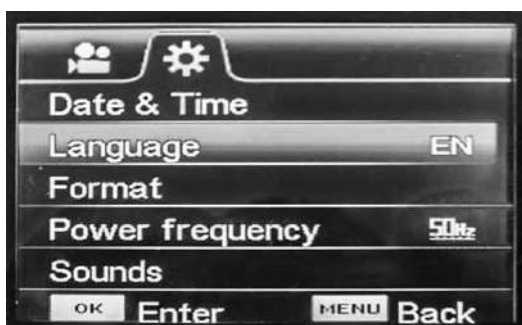 Date & Time
Language EN
Format
Power frequency 50Hz
Sounds
OK Enter MENU Back